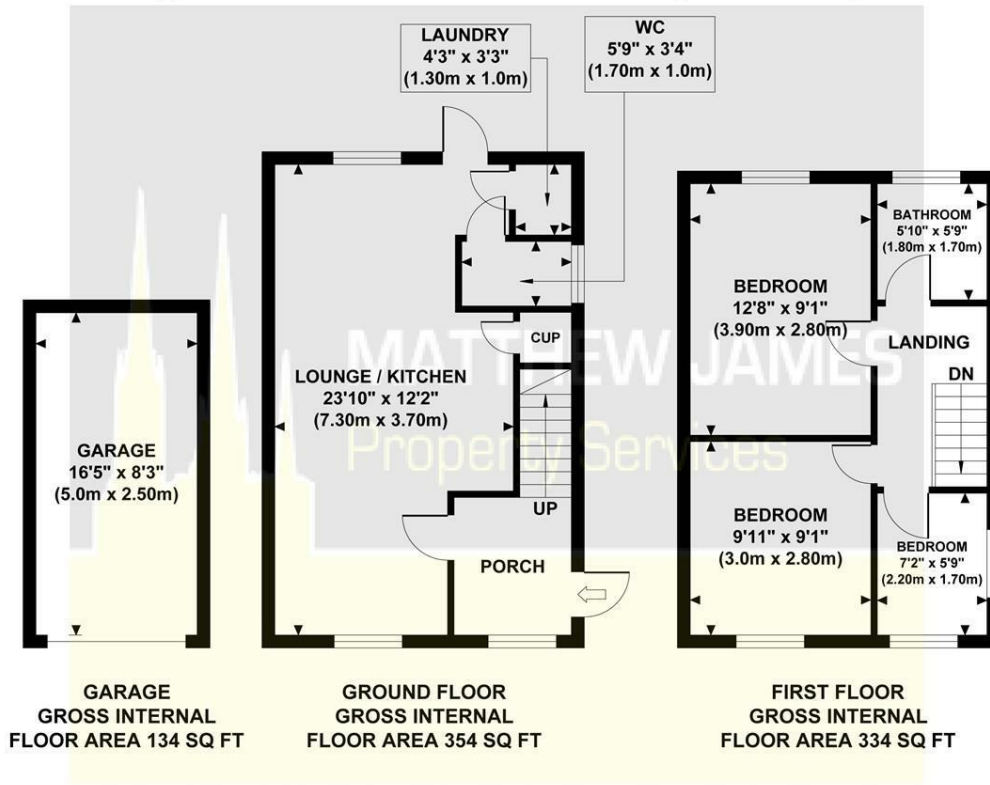 LAUNDRY
4'3" x 3'3"
(1.30m x 1.0m)
WC
5'9" x 3'4"
(1.70m x 1.0m)
BATHROOM
5'10" x 5'9"
(1.80m x 1.70m)
BEDROOM
12'8" x 9'1"
(3.90m x 2.80m)
LANDING
DN
CUP
MATTHEW JAMES
Property Services
LOUNGE / KITCHEN
23'10" x 12'2"
(7.30m x 3.70m)
GARAGE
16'5" x 8'3"
(5.0m x 2.50m)
UP
PORCH
BEDROOM
9'11" x 9'1"
(3.0m x 2.80m)
BEDROOM
7'2" x 5'9"
(2.20m x 1.70m)
GARAGE
GROSS INTERNAL
FLOOR AREA 134 SQ FT
GROUND FLOOR
GROSS INTERNAL
FLOOR AREA 354 SQ FT
FIRST FLOOR
GROSS INTERNAL
FLOOR AREA 334 SQ FT